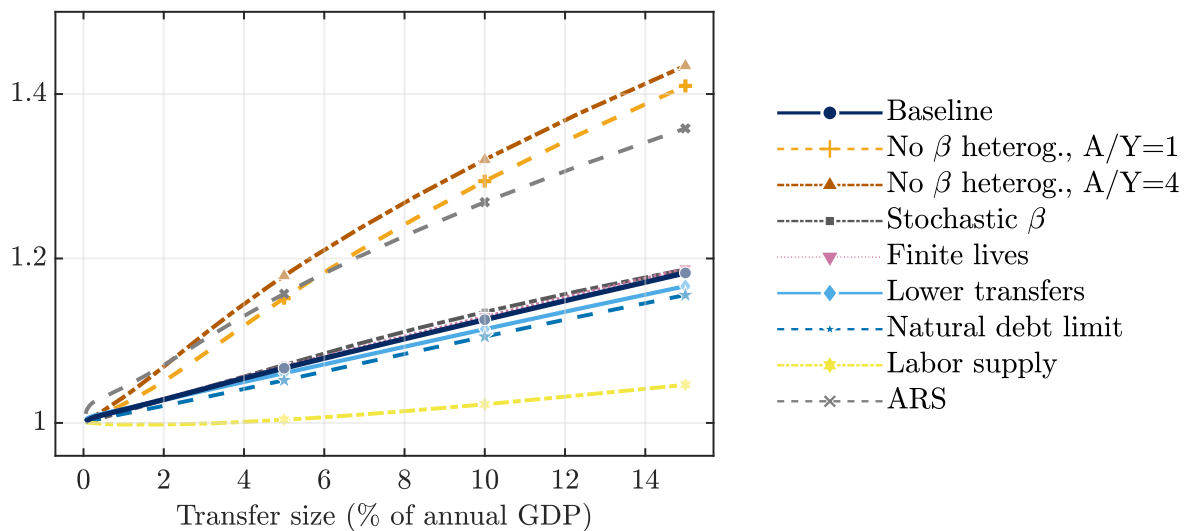 1.4
1.2
1
0 2 4 6 8 10 12 14
Transfer size (% of annual GDP)
Baseline
No β heterog., A/Y=1
No β heterog., A/Y=4
Stochastic β
Finite lives
Lower transfers
Natural debt limit
Labor supply
ARS